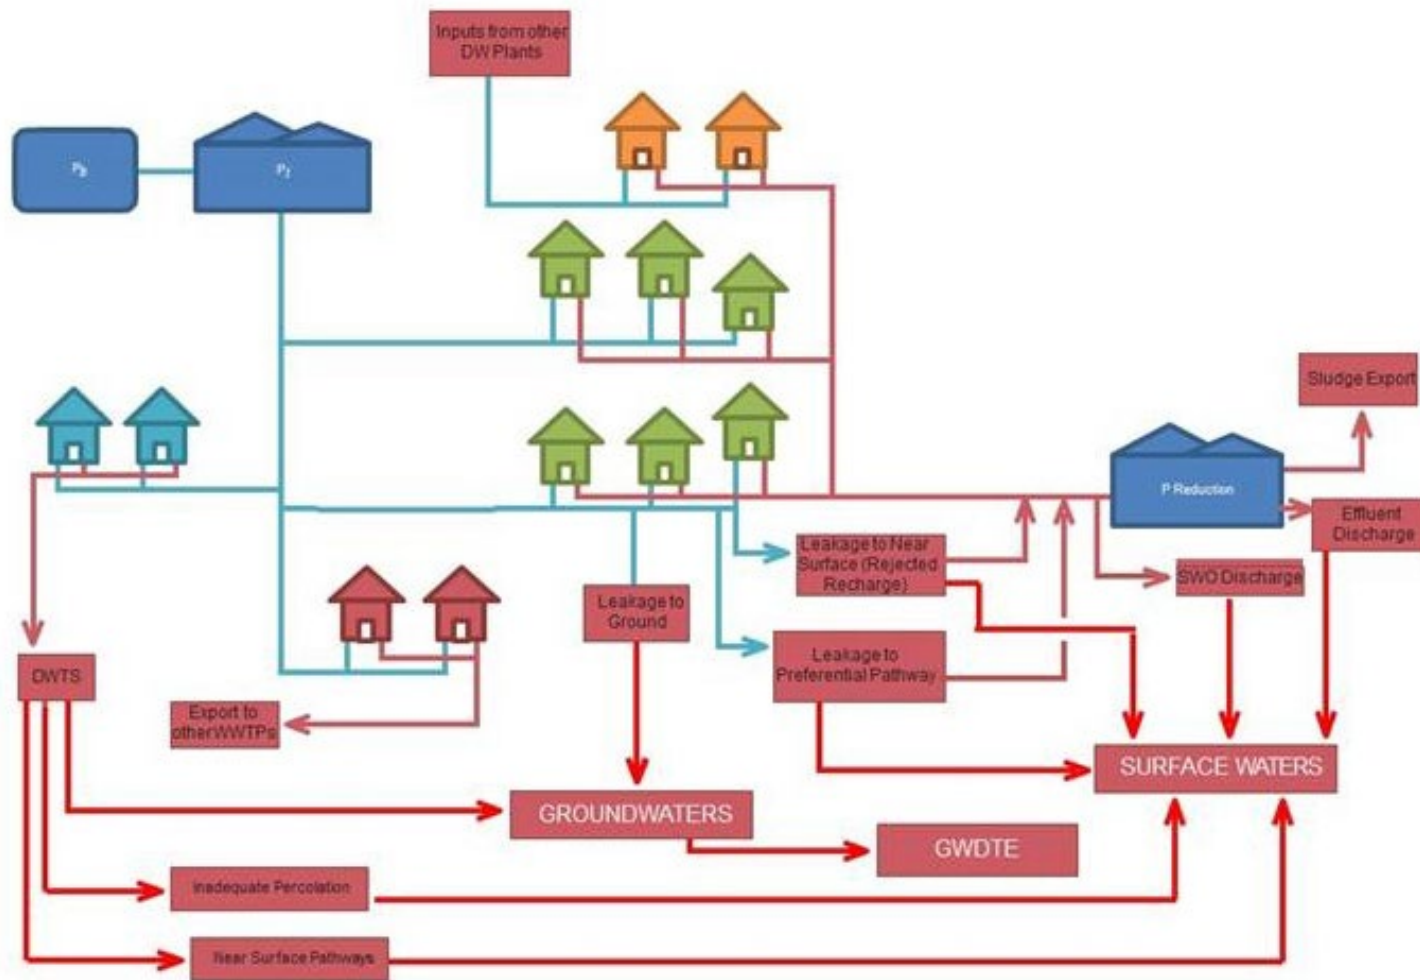 Inputs from other
DW Plants
Pb
P1
Sludge Export
P Reduction
Effluent
Discharge
Leakage to Near
Surface (Rejected
Recharge)
SWO Discharge
Leakage to
Ground
Leakage to
Preferential Pathway
DWTS
Export to
other WWTPs
SURFACE WATERS
GROUNDWATERS
GWDTE
Inadequate Percolation
Near Surface Pathways